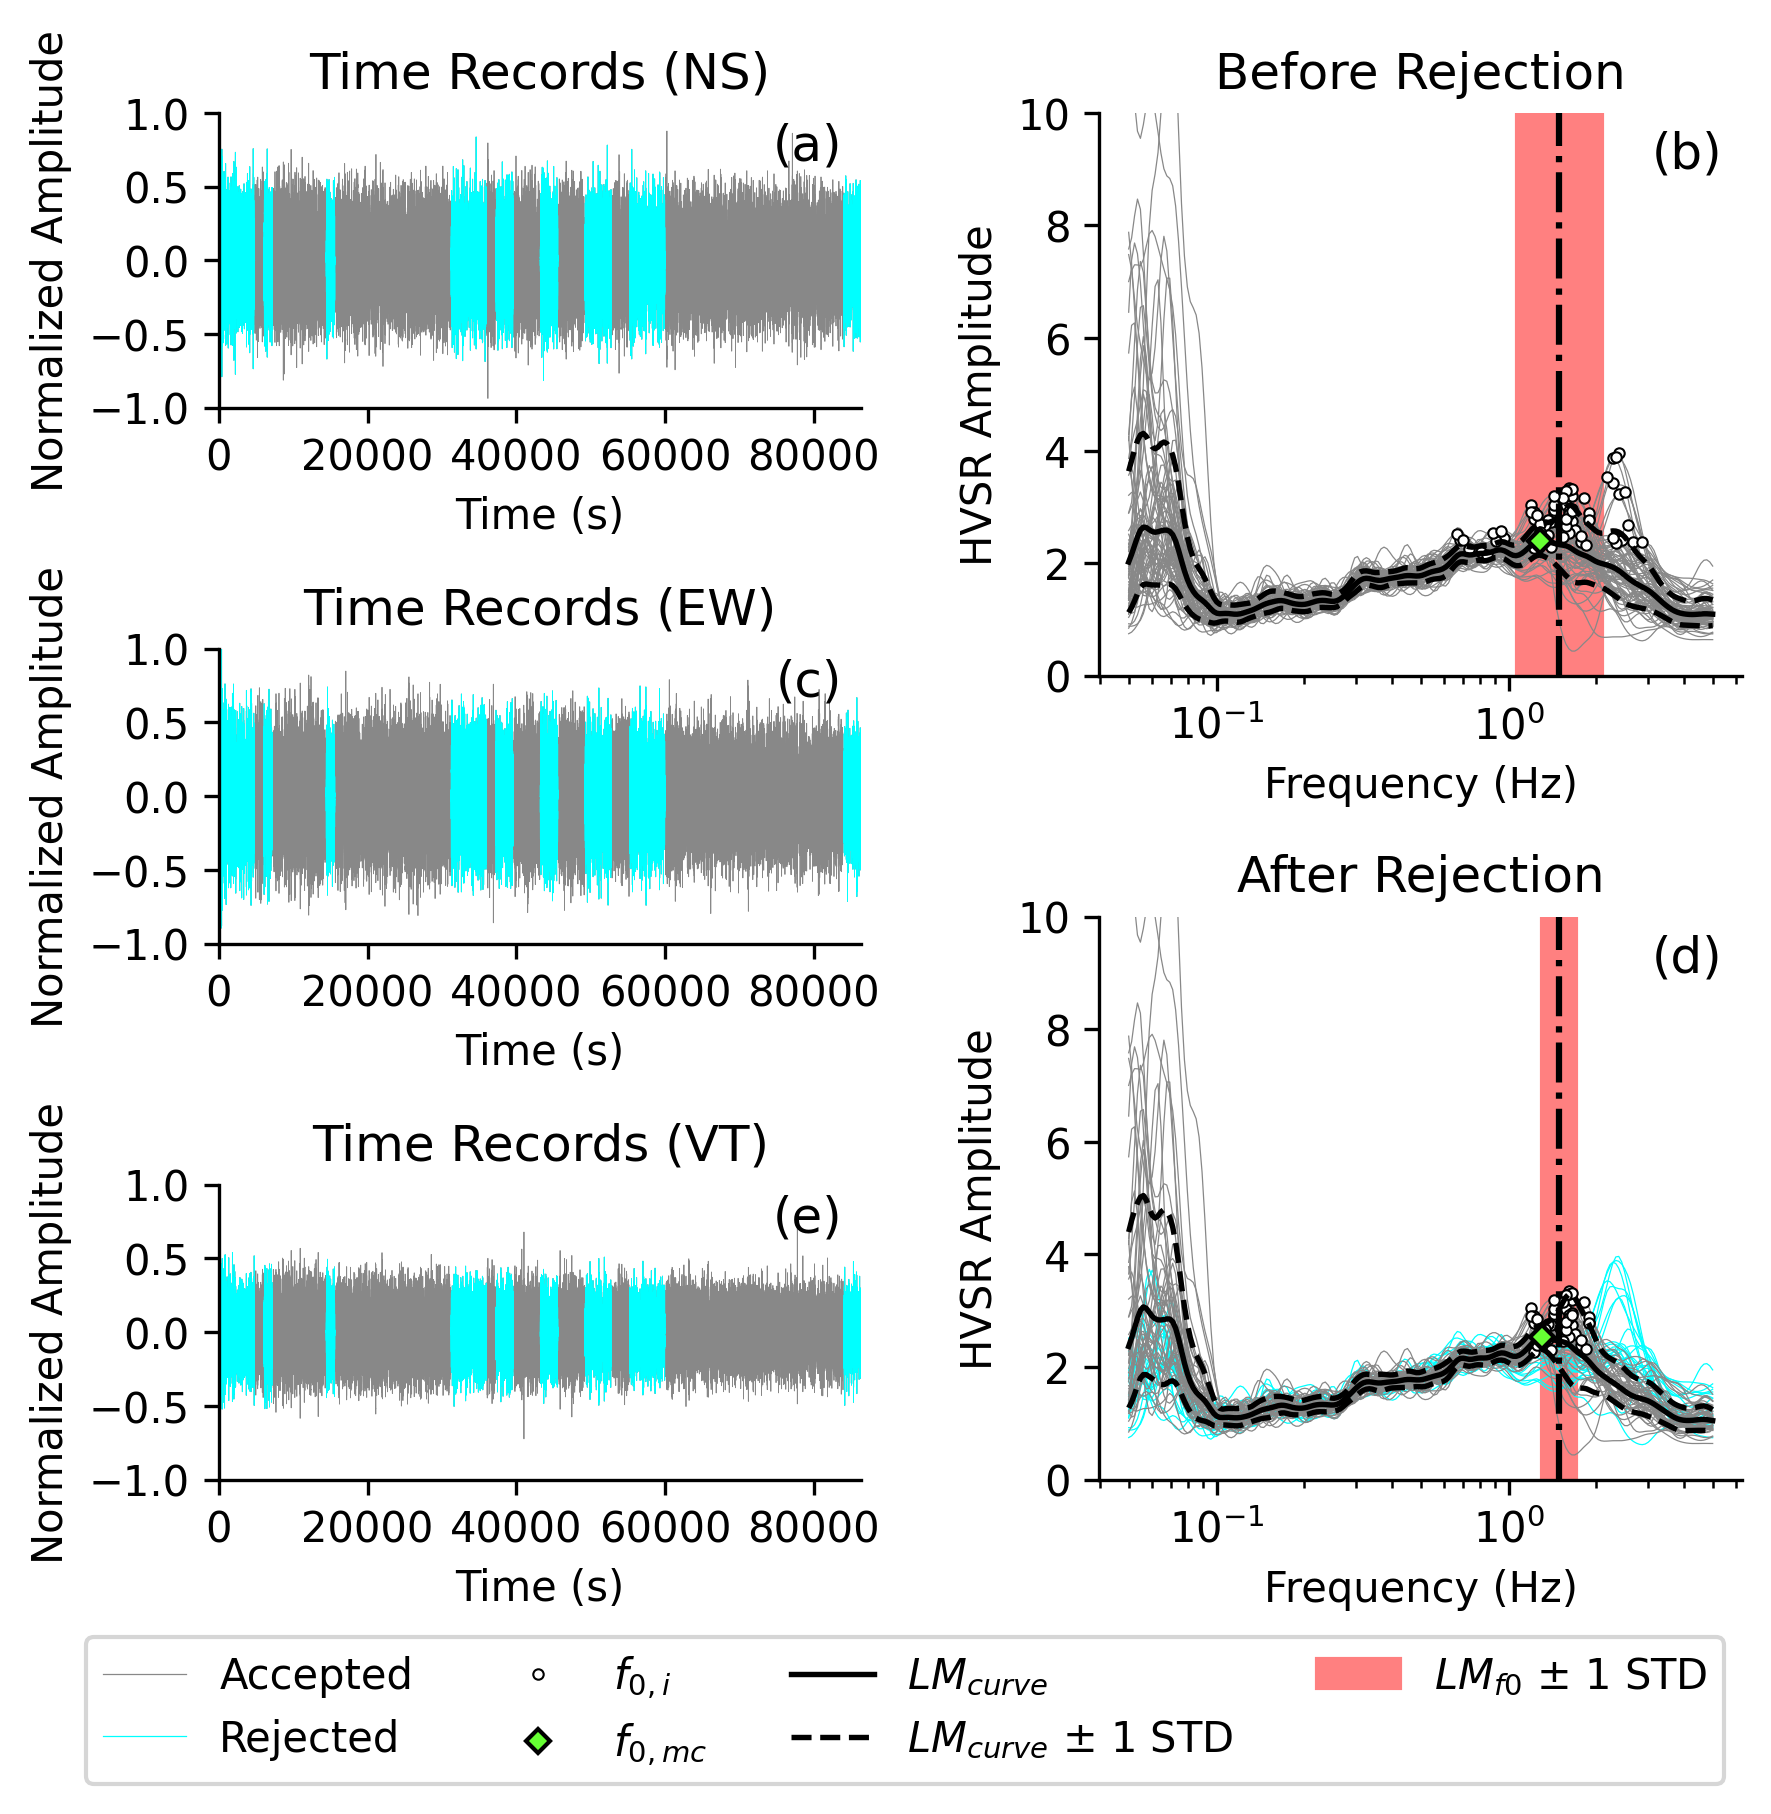 Time Records (NS)
(a)
Normalized Amplitude
1.0
0.5
0.0
−0.5
−1.0
0 20000 40000 60000 80000
Time (s)
Before Rejection
(b)
HVSR Amplitude
10
8
6
4
2
0
10⁻¹ 10⁰
Frequency (Hz)
Time Records (EW)
(c)
Normalized Amplitude
1.0
0.5
0.0
−0.5
−1.0
0 20000 40000 60000 80000
Time (s)
After Rejection
(d)
HVSR Amplitude
10
8
6
4
2
0
10⁻¹ 10⁰
Frequency (Hz)
Time Records (VT)
(e)
Normalized Amplitude
1.0
0.5
0.0
−0.5
−1.0
0 20000 40000 60000 80000
Time (s)
Accepted
Rejected
f0,i
f0,mc
LMcurve
LMcurve ± 1 STD
LMf0 ± 1 STD